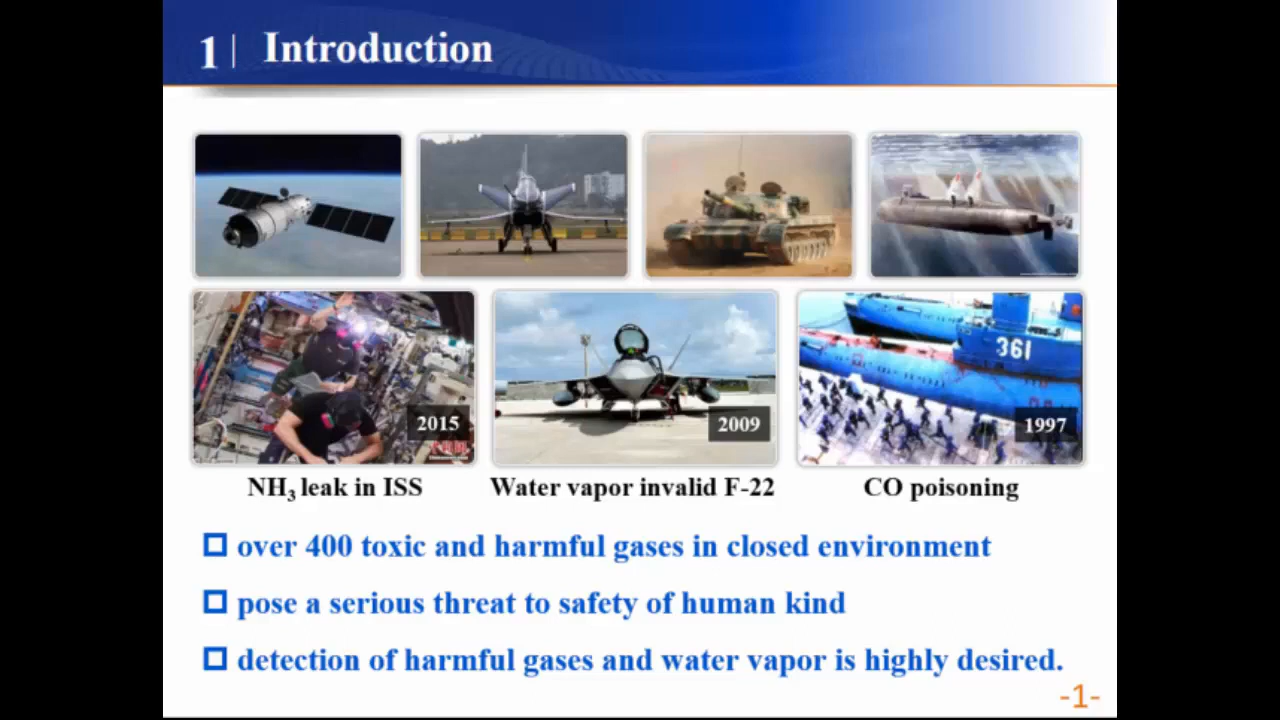 1 Introduction
361
2015
2009
1997
NH₃ leak in ISS
Water vapor invalid F-22
CO poisoning
over 400 toxic and harmful gases in closed environment
pose a serious threat to safety of human kind
detection of harmful gases and water vapor is highly desired.
-1-